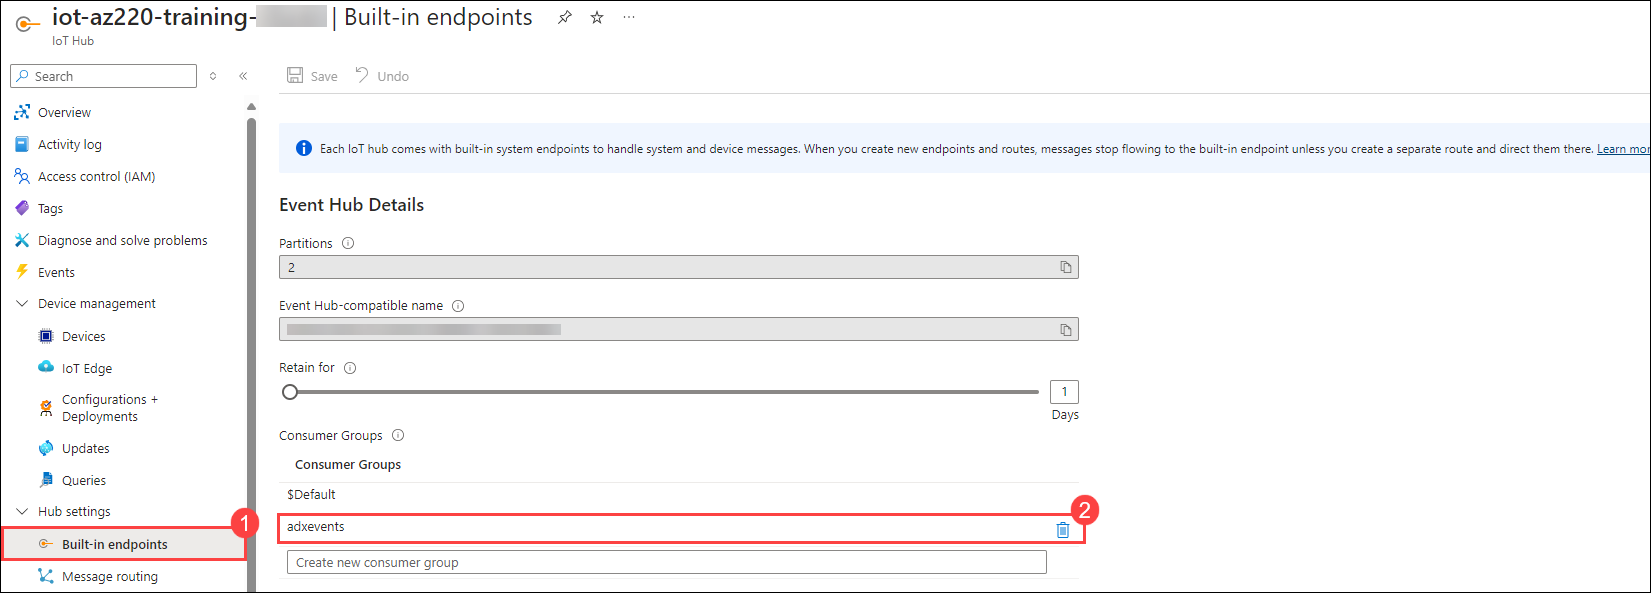 iot-az220-training- | Built-in endpoints
IoT Hub
Search
Save
Undo
Overview
Activity log
Access control (IAM)
Tags
Diagnose and solve problems
Events
Device management
Devices
IoT Edge
Configurations +
Deployments
Updates
Queries
Hub settings
1
Built-in endpoints
Message routing
Each IoT hub comes with built-in system endpoints to handle system and device messages. When you create new endpoints and routes, messages stop flowing to the built-in endpoint unless you create a separate route and direct them there. Learn mor
Event Hub Details
Partitions
2
Event Hub-compatible name
Retain for
1
Days
Consumer Groups
Consumer Groups
$Default
adxevents
2
Create new consumer group